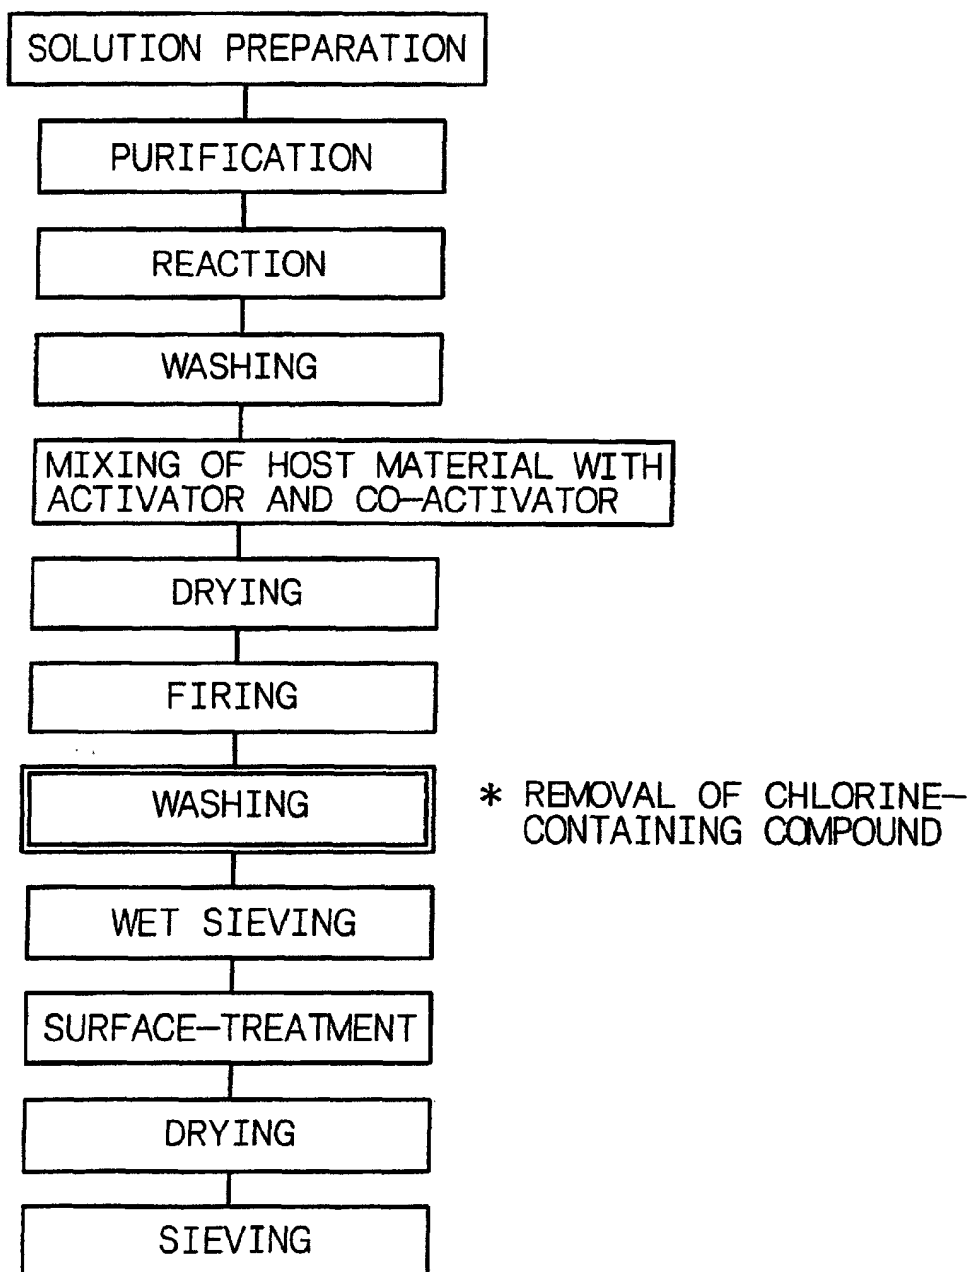 SOLUTION PREPARATION
PURIFICATION
REACTION
WASHING
MIXING OF HOST MATERIAL WITH
ACTIVATOR AND CO-ACTIVATOR
DRYING
FIRING
WASHING
* REMOVAL OF CHLORINE-
CONTAINING COMPOUND
WET SIEVING
SURFACE-TREATMENT
DRYING
SIEVING